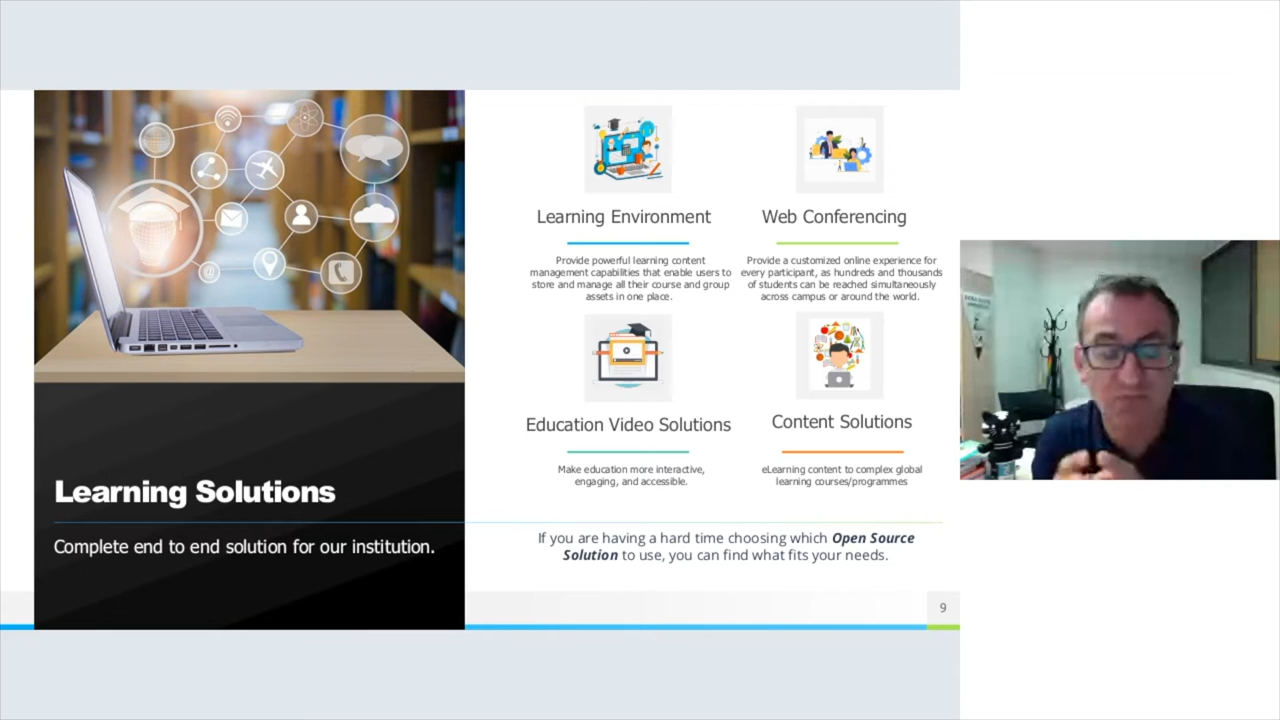 Learning Environment
Provide powerful learning content
management capabilities that enable users to
store and manage all their course and group
assets in one place.
Web Conferencing
Provide a customized online experience for
every participant, as hundreds and thousands
of students can be reached simultaneously
across campus or around the world.
Education Video Solutions
Make education more interactive,
engaging, and accessible.
Content Solutions
eLearning content to complex global
learning courses/programmes
Learning Solutions
Complete end to end solution for our institution.
If you are having a hard time choosing which Open Source
Solution to use, you can find what fits your needs.
9